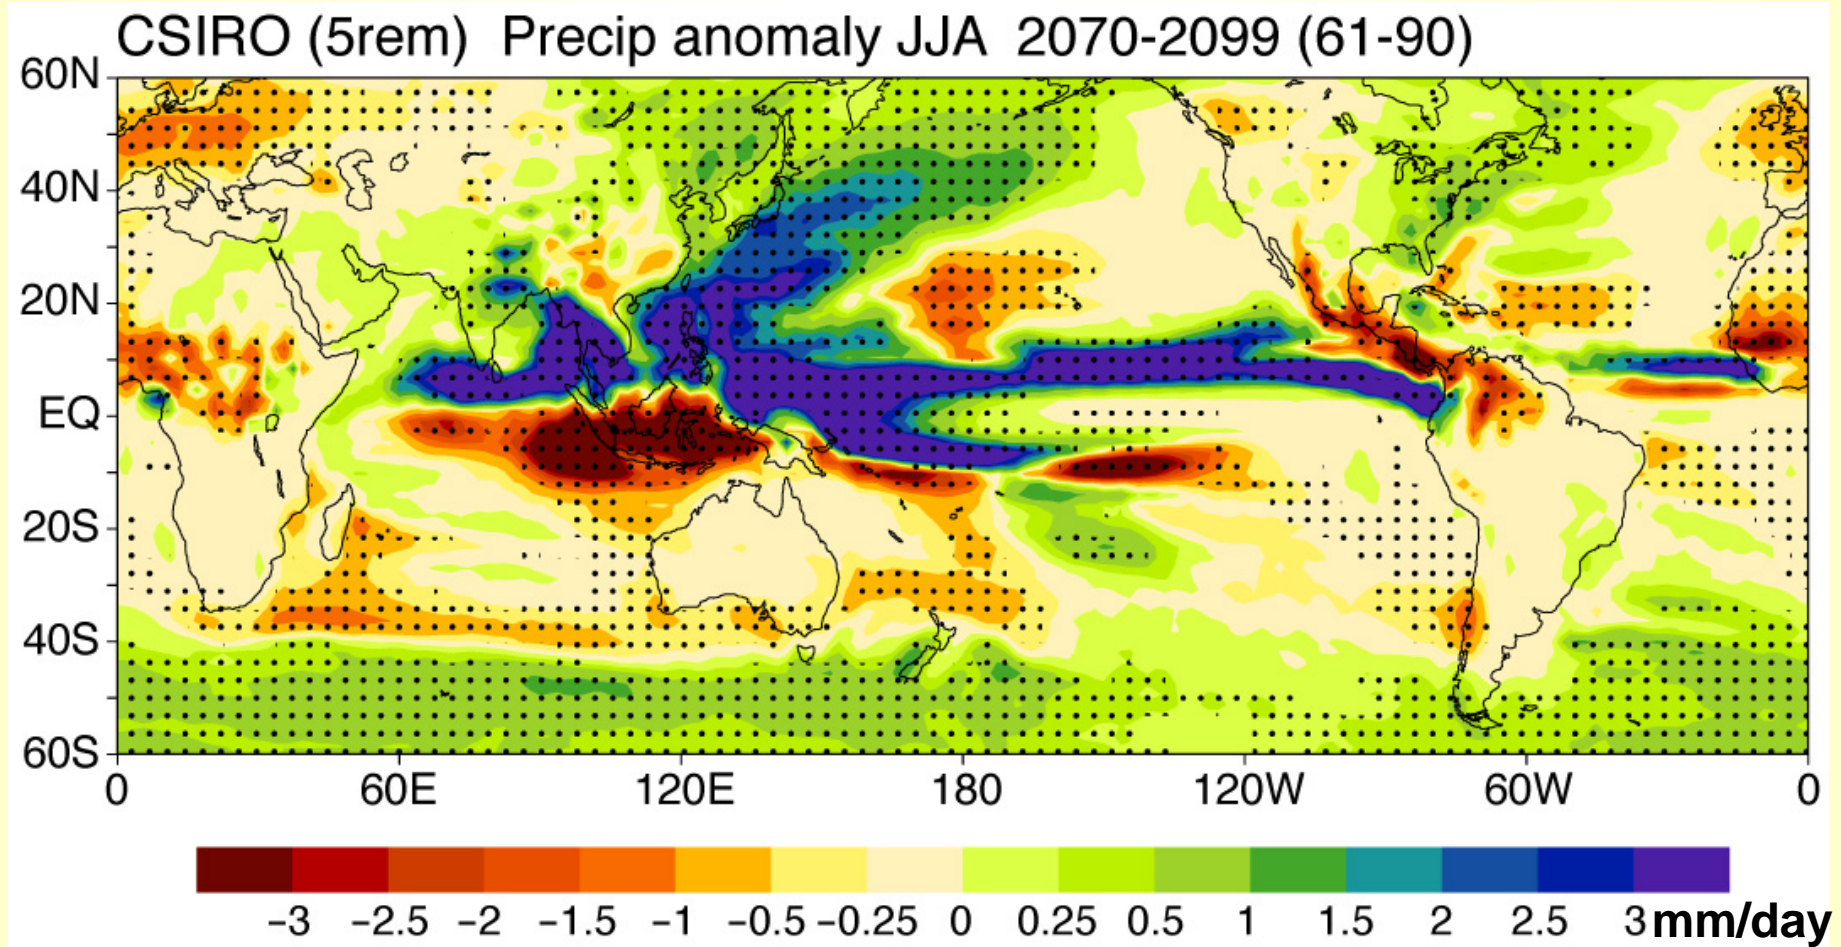 CSIRO (5rem) Precip anomaly JJA 2070-2099 (61-90)
60N
40N
20N
EQ
20S
40S
60S
0 60E 120E 180 120W 60W 0
−3 −2.5 −2 −1.5 −1 −0.5 −0.25 0 0.25 0.5 1 1.5 2 2.5 3 mm/day